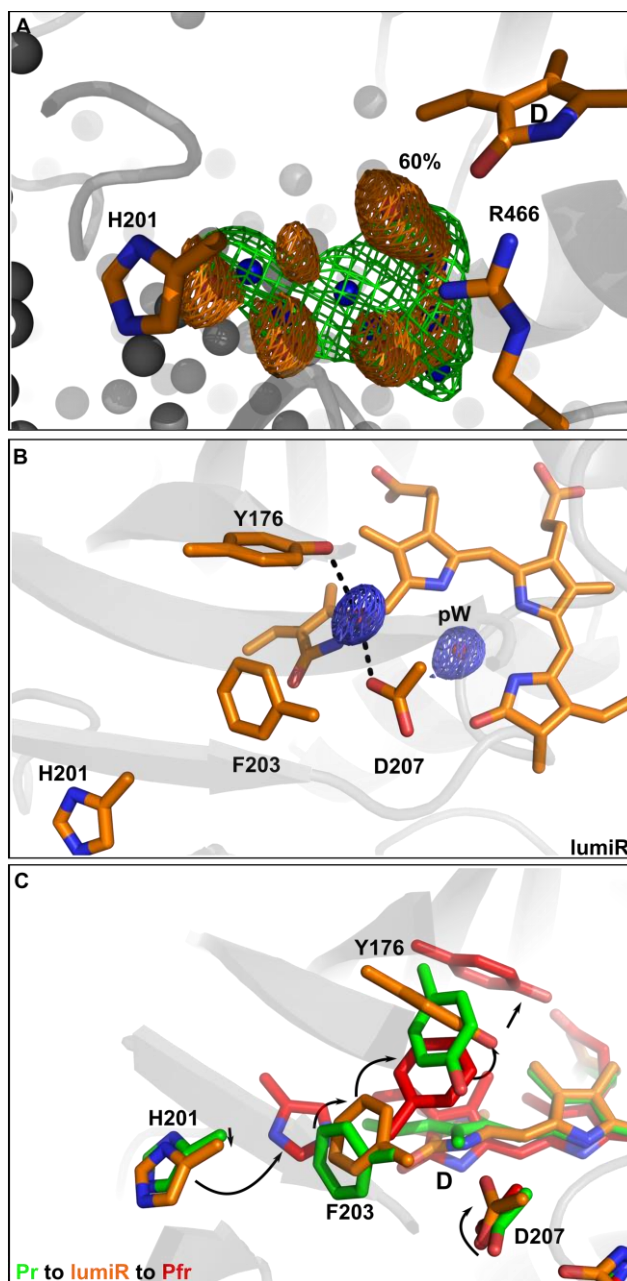 A
D
60%
H201
R466
B
Y176
pW
F203
D207
H201
lumiR
C
Y176
H201
D
F203
D207
Pr to lumiR to Pfr